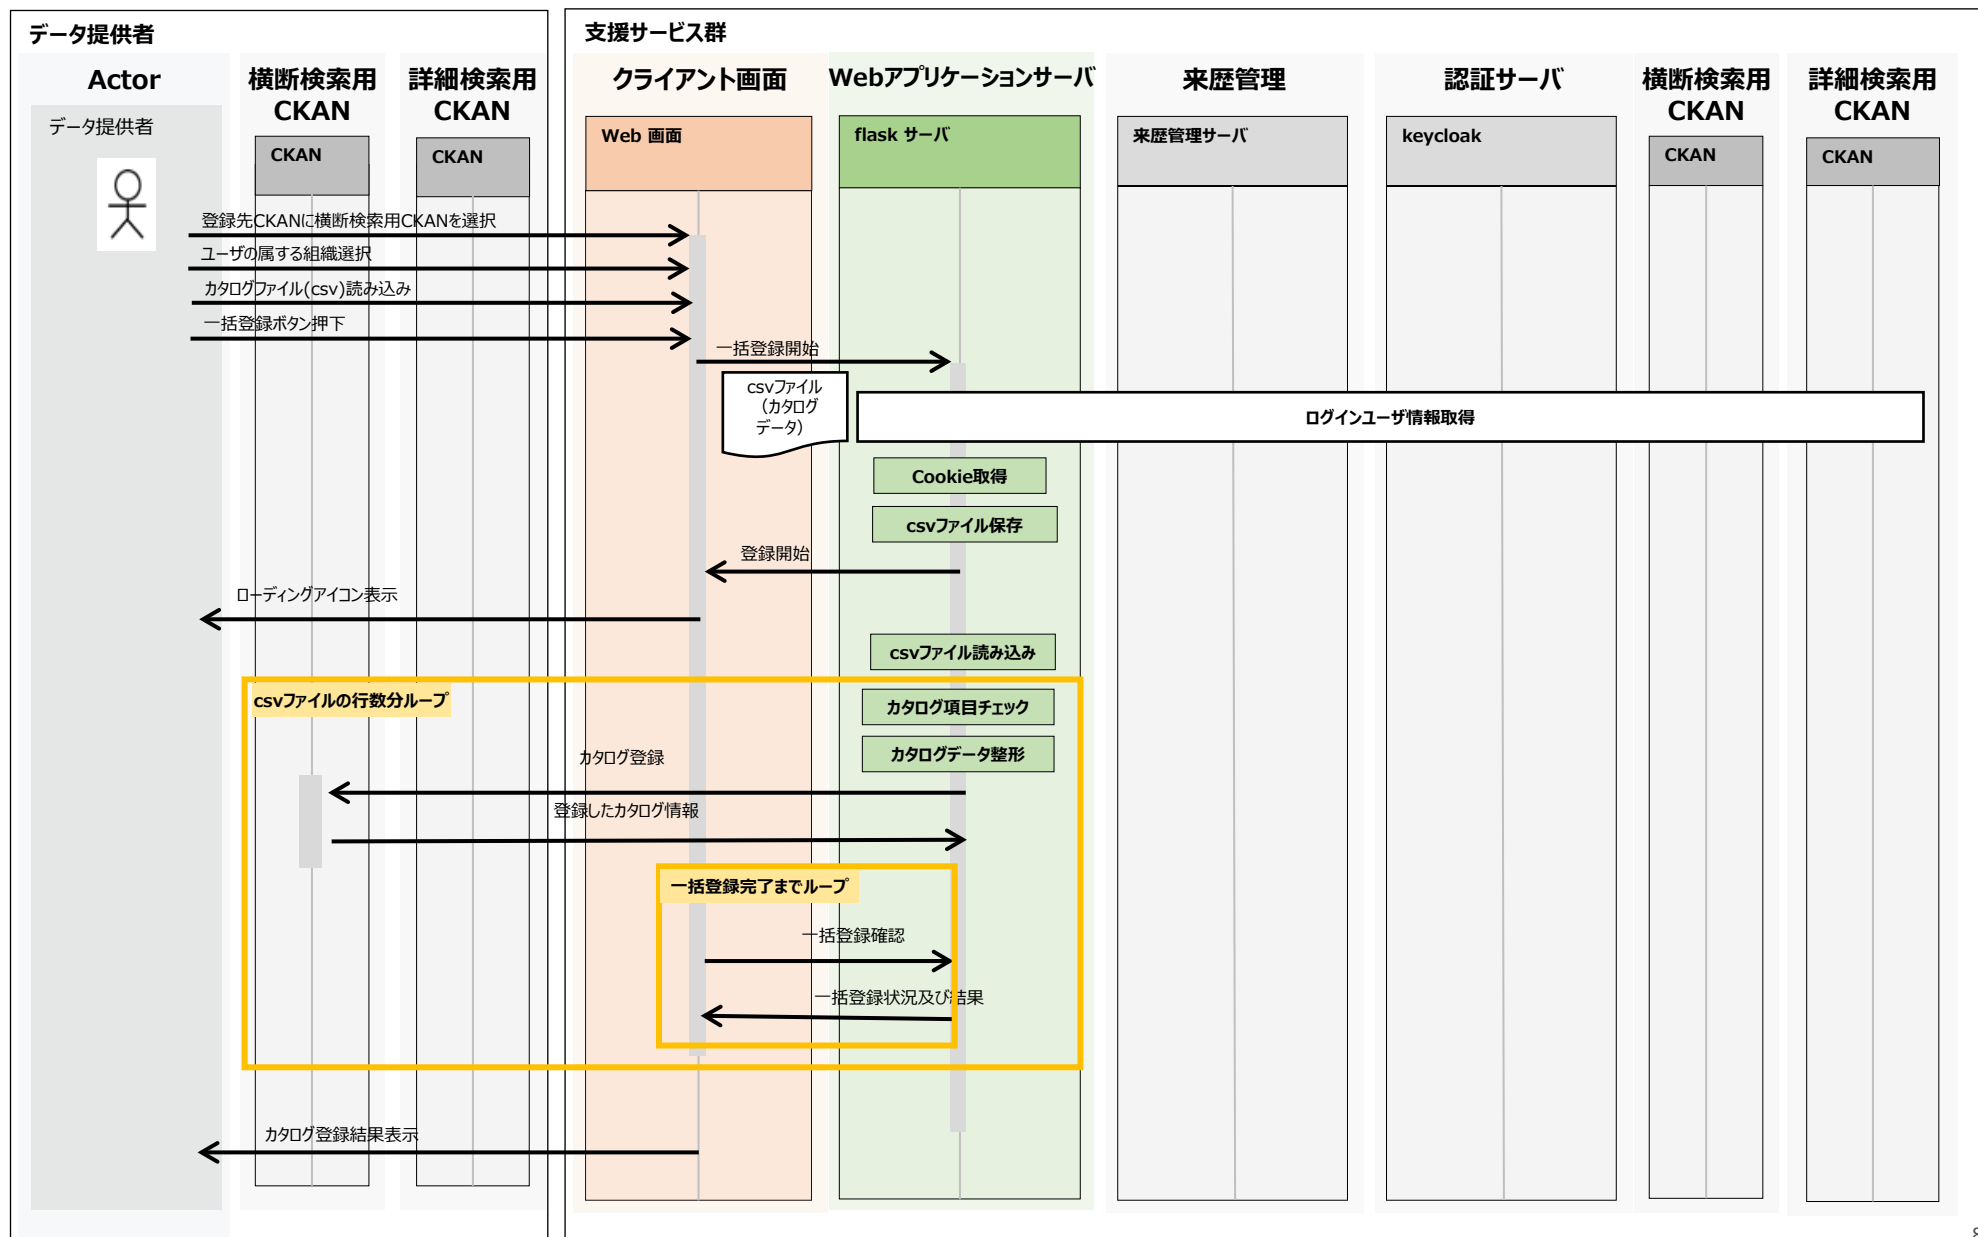 データ提供者
支援サービス群
Actor
横断検索用
CKAN
詳細検索用
CKAN
クライアント画面
Webアプリケーションサーバ
来歴管理
認証サーバ
横断検索用
CKAN
詳細検索用
CKAN
データ提供者
CKAN
CKAN
Web 画面
flask サーバ
来歴管理サーバ
keycloak
CKAN
CKAN
登録先CKANに横断検索用CKANを選択
ユーザの属する組織選択
カタログファイル(csv)読み込み
一括登録ボタン押下
一括登録開始
csvファイル
（カタログ
データ）
ログインユーザ情報取得
Cookie取得
csvファイル保存
登録開始
ローディングアイコン表示
csvファイル読み込み
csvファイルの行数分ループ
カタログ項目チェック
カタログデータ整形
カタログ登録
登録したカタログ情報
一括登録完了までループ
一括登録確認
一括登録状況及び結果
カタログ登録結果表示